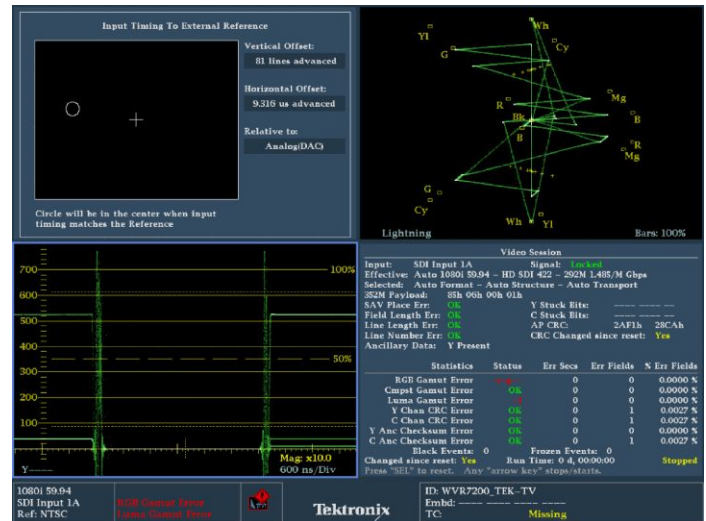 Input Timing To External Reference
Vertical Offset:
81 lines advanced
Horizontal Offset:
9.316 us advanced
Relative to:
Analog(DAC)
Circle will be in the center when input
timing matches the Reference
Yl
Wh
G
Cy
R
Mg
Bk
B
B
R
Mg
G
Cy
Wh
Yl
Lightning
Bars: 100%
700
100%
600
500
400
50%
300
200
100
Mag: x10.0
Y----
600 ns/Div
Video Session
Input: SDI Input 1A Signal: Locked
Effective: Auto 1080i 59.94 - HD SDI 422 - 292M 1.485/M Gbps
Selected: Auto Format - Auto Structure - Auto Transport
352M Payload: 85h 06h 00h 01h
SAV Place Err: OK Y Stuck Bits: ---- ---- -- --
Field Length Err: OK C Stuck Bits: ---- ---- -- --
Line Length Err: OK AP CRC: 2AF1h 28CAh
Line Number Err: OK CRC Changed since reset: Yes
Ancillary Data: Y Present
Statistics Status Err Secs Err Fields % Err Fields
RGB Gamut Error 0 0 0.0000 %
Cmpst Gamut Error OK 0 0 0.0000 %
Luma Gamut Error 0 0 0.0000 %
Y Chan CRC Error OK 0 1 0.0027 %
C Chan CRC Error OK 0 1 0.0027 %
Y Anc Checksum Error OK 0 0 0.0000 %
C Anc Checksum Error OK 0 1 0.0027 %
Black Events: 0 Frozen Events: 0
Changed since reset: Yes Run Time: 0 d, 00:00:00 Stopped
Press "SEL" to reset. Any "arrow key" stops/starts.
1080i 59.94
SDI Input 1A
Ref: NTSC
RGB Gamut Error
Luma Gamut Error
Tektronix
ID: WVR7200_TEK-TV
Embd: ---- ---- ---- ----
TC: Missing